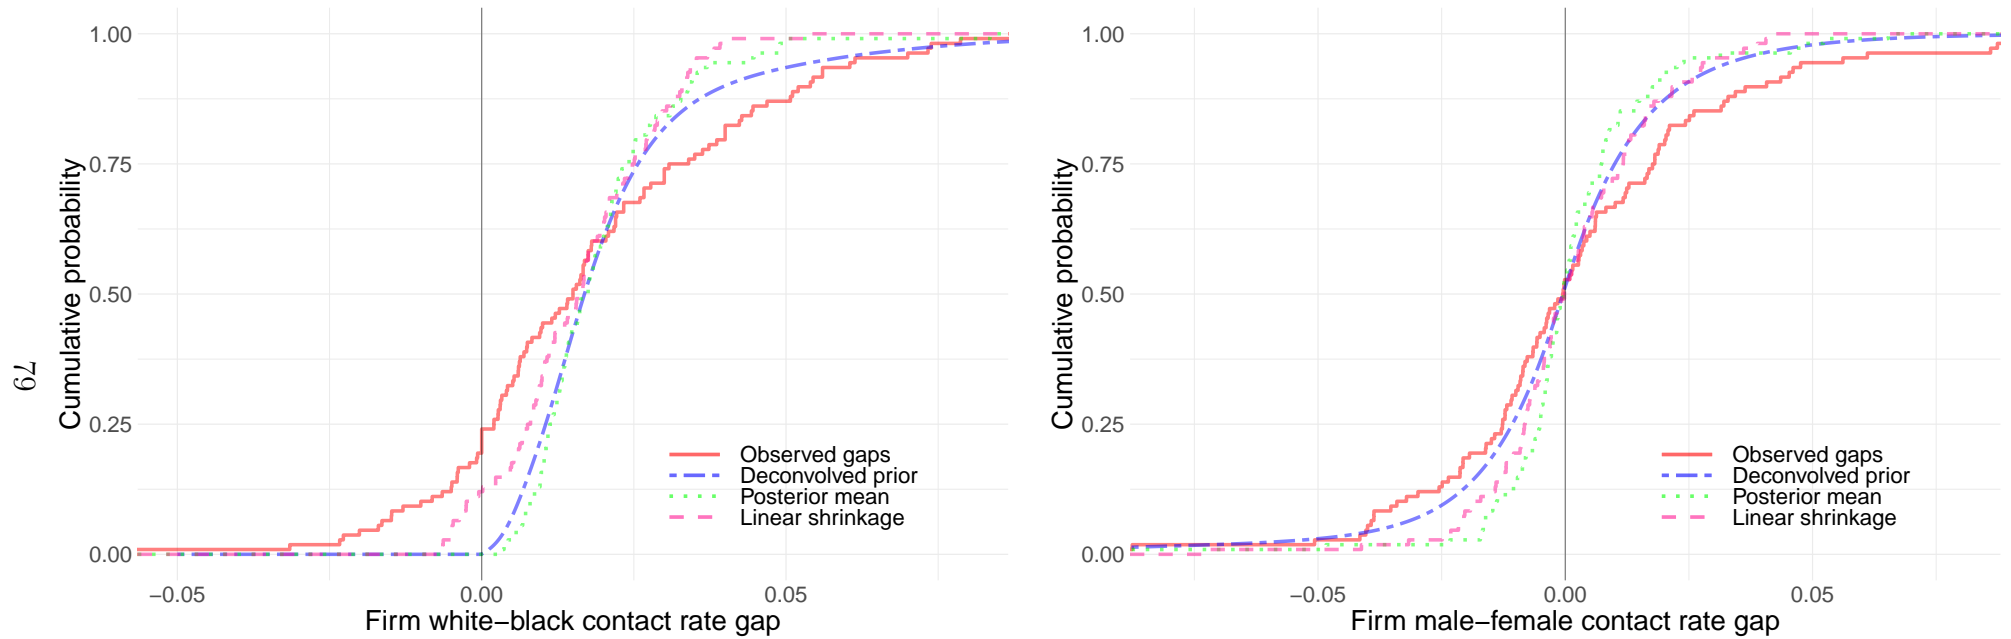 79
Cumulative probability
1.00
0.75
0.50
0.25
0.00
Observed gaps
Deconvolved prior
Posterior mean
Linear shrinkage
−0.05 0.00 0.05
Firm white−black contact rate gap
Cumulative probability
1.00
0.75
0.50
0.25
0.00
Observed gaps
Deconvolved prior
Posterior mean
Linear shrinkage
−0.05 0.00 0.05
Firm male−female contact rate gap